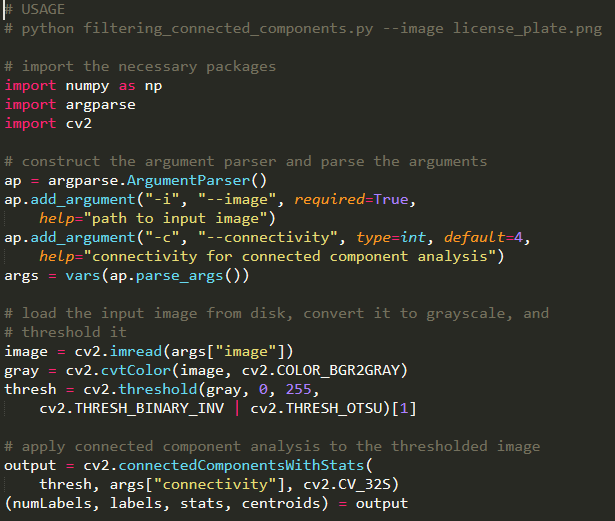 # USAGE
# python filtering_connected_components.py --image license_plate.png

# import the necessary packages
import numpy as np
import argparse
import cv2

# construct the argument parser and parse the arguments
ap = argparse.ArgumentParser()
ap.add_argument("-i", "--image", required=True,
    help="path to input image")
ap.add_argument("-c", "--connectivity", type=int, default=4,
    help="connectivity for connected component analysis")
args = vars(ap.parse_args())

# load the input image from disk, convert it to grayscale, and
# threshold it
image = cv2.imread(args["image"])
gray = cv2.cvtColor(image, cv2.COLOR_BGR2GRAY)
thresh = cv2.threshold(gray, 0, 255,
    cv2.THRESH_BINARY_INV | cv2.THRESH_OTSU)[1]

# apply connected component analysis to the thresholded image
output = cv2.connectedComponentsWithStats(
    thresh, args["connectivity"], cv2.CV_32S)
(numLabels, labels, stats, centroids) = output